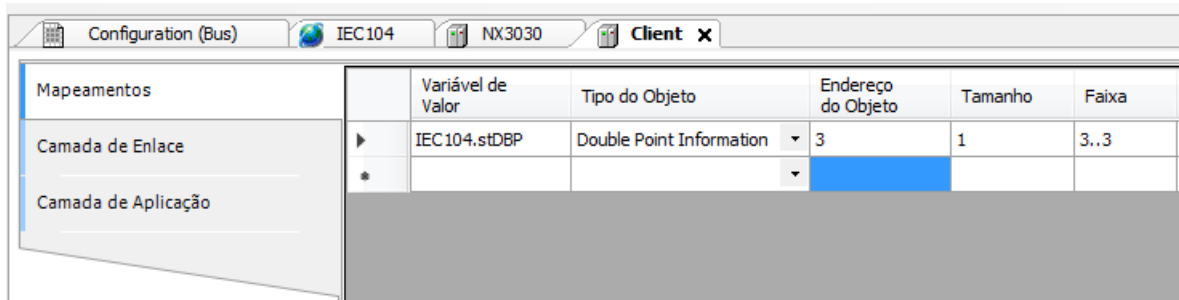 Configuration (Bus) IEC104 NX3030 Client
Mapeamentos
Camada de Enlace
Camada de Aplicação
Variável de Valor Tipo do Objeto Endereço do Objeto Tamanho Faixa
IEC104.stDBP Double Point Information 3 1 3..3